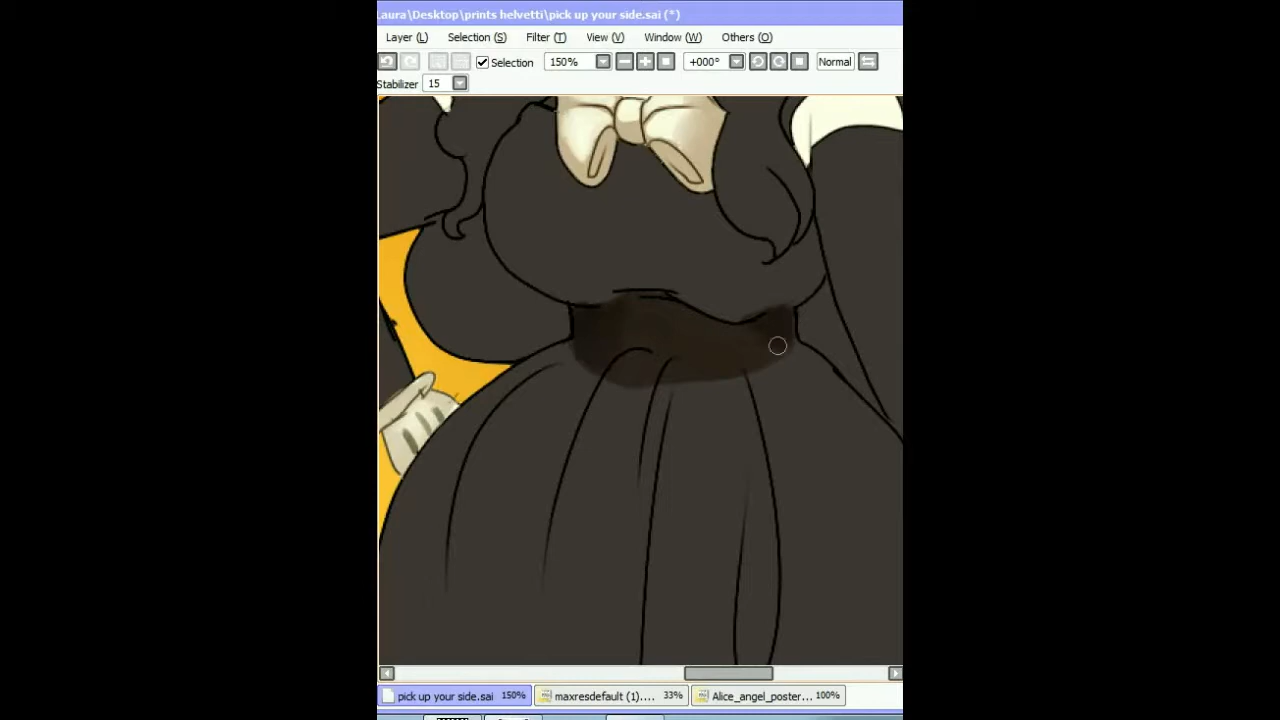 Laura\Desktop\prints helvetti\pick up your side.sai (*)
Layer (L) Selection (S) Filter (T) View (V) Window (W) Others (O)
Selection 150% +000° Normal
Stabilizer 15
pick up your side.sai 150% maxresdefault (1).... 33% Alice_angel_poster... 100%